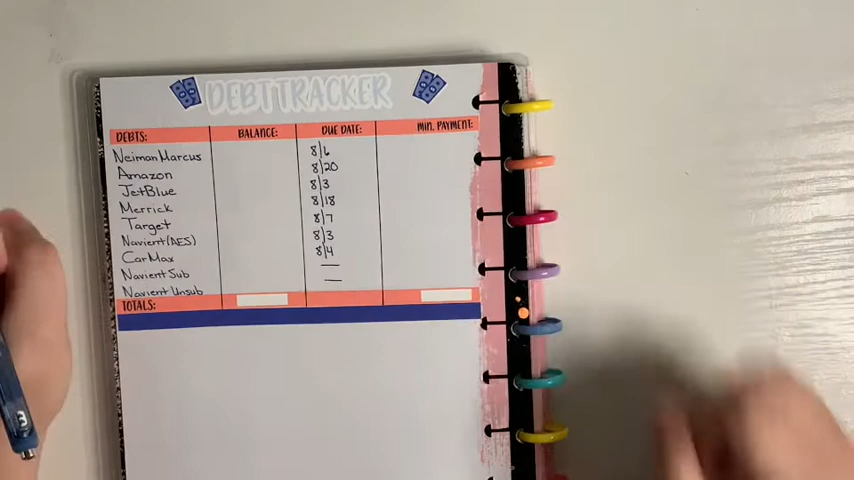 DEBT TRACKER
DEBTS: BALANCE: DUE DATE: MIN. PAYMENT:
Neiman Marcus 8/6
Amazon 8/20
JetBlue 8/3
Merrick 8/18
Target 8/7
Navient (AES) 8/3
CarMax 8/4
Navient Sub —
Navient Unsub —
TOTALS: